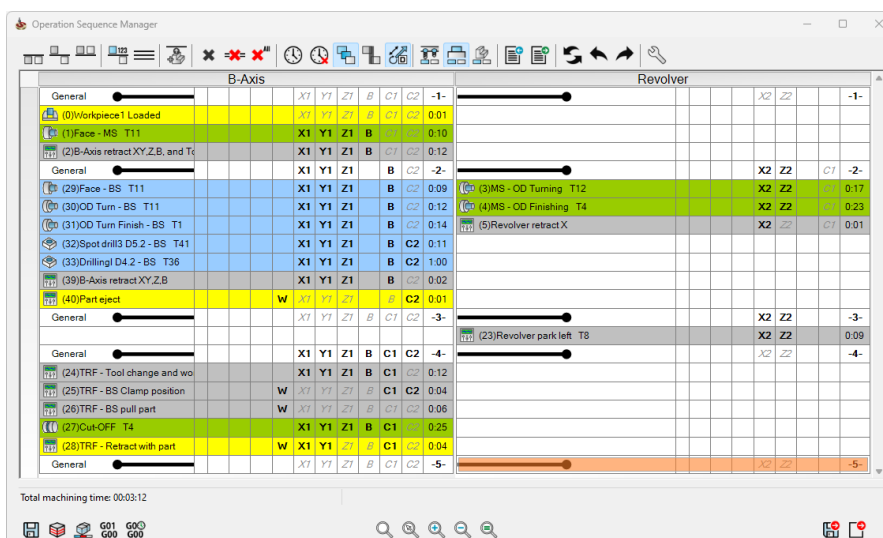 Operation Sequence Manager
B-Axis Revolver
General X1 Y1 Z1 B C1 C2 -1- X2 Z2 -1-
(0)Workpiece1 Loaded X1 Y1 Z1 B C1 C2 0:01
(1)Face - MS T11 X1 Y1 Z1 B C1 C2 0:10
(2)B-Axis retract XY,Z,B, and To X1 Y1 Z1 B C1 C2 0:12
General X1 Y1 Z1 B C2 -2- X2 Z2 C1 -2-
(29)Face - BS T11 X1 Y1 Z1 B C2 0:09 (3)MS - OD Turning T12 X2 Z2 C1 0:17
(30)OD Turn - BS T11 X1 Y1 Z1 B C2 0:12 (4)MS - OD Finishing T4 X2 Z2 C1 0:23
(31)OD Turn Finish - BS T1 X1 Y1 Z1 B C2 0:14 (5)Revolver retract X X2 Z2 C1 0:01
(32)Spot drill3 D5.2 - BS T41 X1 Y1 Z1 B C2 0:11
(33)Drillingl D4.2 - BS T36 X1 Y1 Z1 B C2 1:00
(39)B-Axis retract XY,Z,B X1 Y1 Z1 B C2 0:02
(40)Part eject W X1 Y1 Z1 B C2 0:01
General X1 Y1 Z1 B C1 C2 -3- X2 Z2 -3-
(23)Revolver park left T8 X2 Z2 0:09
General X1 Y1 Z1 B C1 C2 -4- X2 Z2 -4-
(24)TRF - Tool change and wo X1 Y1 Z1 B C1 C2 0:12
(25)TRF - BS Clamp position W X1 Y1 Z1 B C1 C2 0:04
(26)TRF - BS pull part W X1 Y1 Z1 B C1 C2 0:06
(27)Cut-OFF T4 X1 Y1 Z1 B C1 C2 0:25
(28)TRF - Retract with part W X1 Y1 Z1 B C1 C2 0:04
General X1 Y1 Z1 B C1 C2 -5- X2 Z2 -5-
Total machining time: 00:03:12
G01 G00
G00 G00